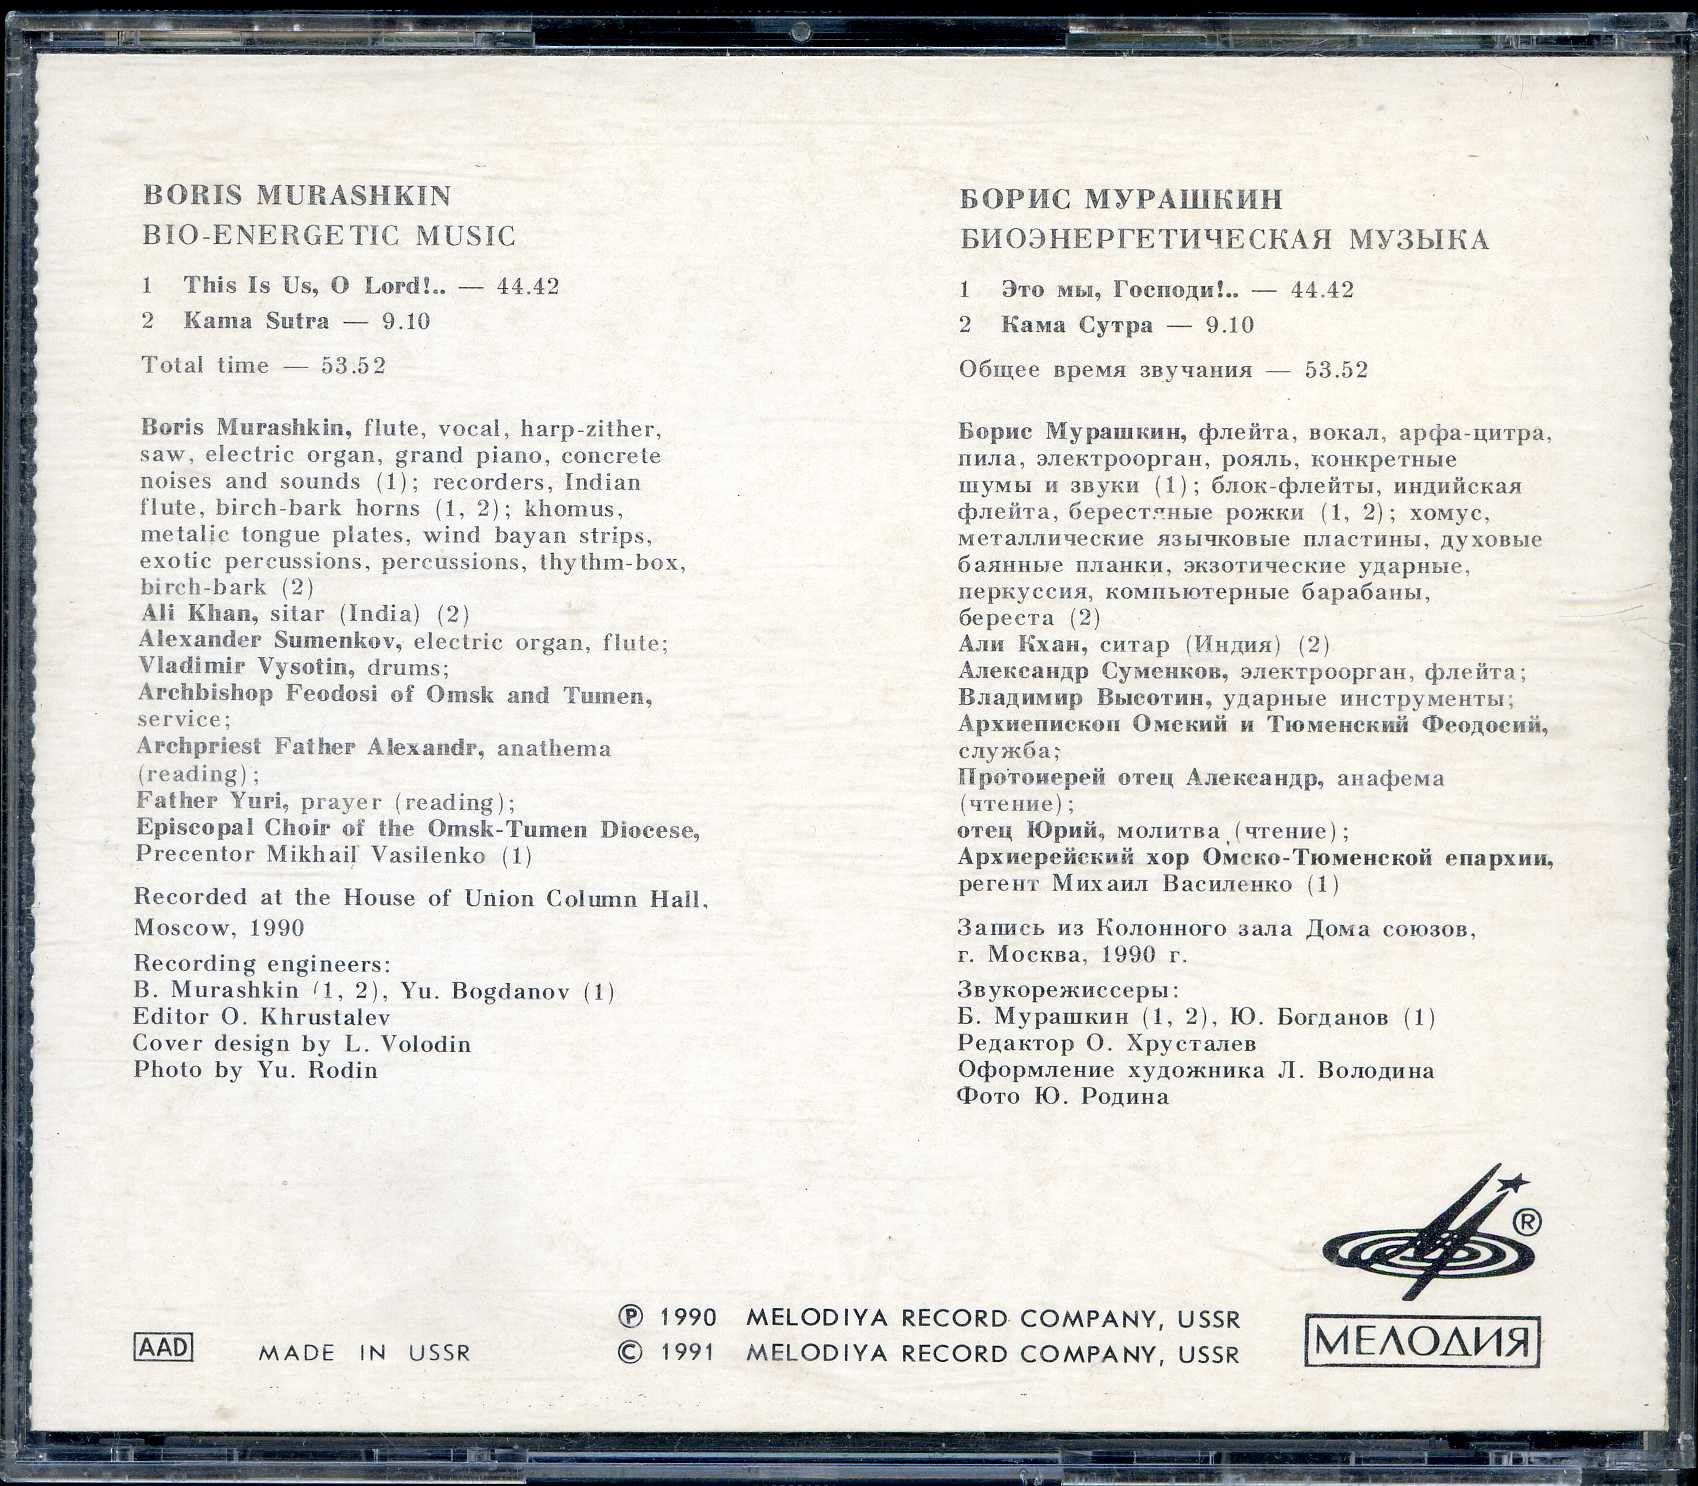 BORIS MURASHKIN
BIO-ENERGETIC MUSIC
1 This Is Us, O Lord!.. — 44.42
2 Kama Sutra — 9.10
Total time — 53.52
Boris Murashkin, flute, vocal, harp-zither,
saw, electric organ, grand piano, concrete
noises and sounds (1); recorders, Indian
flute, birch-bark horns (1, 2); khomus,
metalic tongue plates, wind bayan strips,
exotic percussions, percussions, thythm-box,
birch-bark (2)
Ali Khan, sitar (India) (2)
Alexander Sumenkov, electric organ, flute;
Vladimir Vysotin, drums;
Archbishop Feodosi of Omsk and Tumen,
service;
Archpriest Father Alexandr, anathema
(reading);
Father Yuri, prayer (reading);
Episcopal Choir of the Omsk-Tumen Diocese,
Precentor Mikhail Vasilenko (1)
Recorded at the House of Union Column Hall,
Moscow, 1990
Recording engineers:
B. Murashkin (1, 2), Yu. Bogdanov (1)
Editor O. Khrustalev
Cover design by L. Volodin
Photo by Yu. Rodin
БОРИС МУРАШКИН
БИОЭНЕРГЕТИЧЕСКАЯ МУЗЫКА
1 Это мы, Господи!.. — 44.42
2 Кама Сутра — 9.10
Общее время звучания — 53.52
Борис Мурашкин, флейта, вокал, арфа-цитра,
пила, электроорган, рояль, конкретные
шумы и звуки (1); блок-флейты, индийская
флейта, берестяные рожки (1, 2); хомус,
металлические язычковые пластины, духовые
баянные планки, экзотические ударные,
перкуссия, компьютерные барабаны,
береста (2)
Али Кхан, ситар (Индия) (2)
Александр Суменков, электроорган, флейта;
Владимир Высотин, ударные инструменты;
Архиепископ Омский и Тюменский Феодосий,
служба;
Протоиерей отец Александр, анафема
(чтение);
отец Юрий, молитва (чтение);
Архиерейский хор Омско-Тюменской епархии,
регент Михаил Василенко (1)
Запись из Колонного зала Дома союзов,
г. Москва, 1990 г.
Звукорежиссеры:
Б. Мурашкин (1, 2), Ю. Богданов (1)
Редактор О. Хрусталев
Оформление художника Л. Володина
Фото Ю. Родина
®
AAD MADE IN USSR
℗ 1990 MELODIYA RECORD COMPANY, USSR
© 1991 MELODIYA RECORD COMPANY, USSR
МЕЛОДИЯ